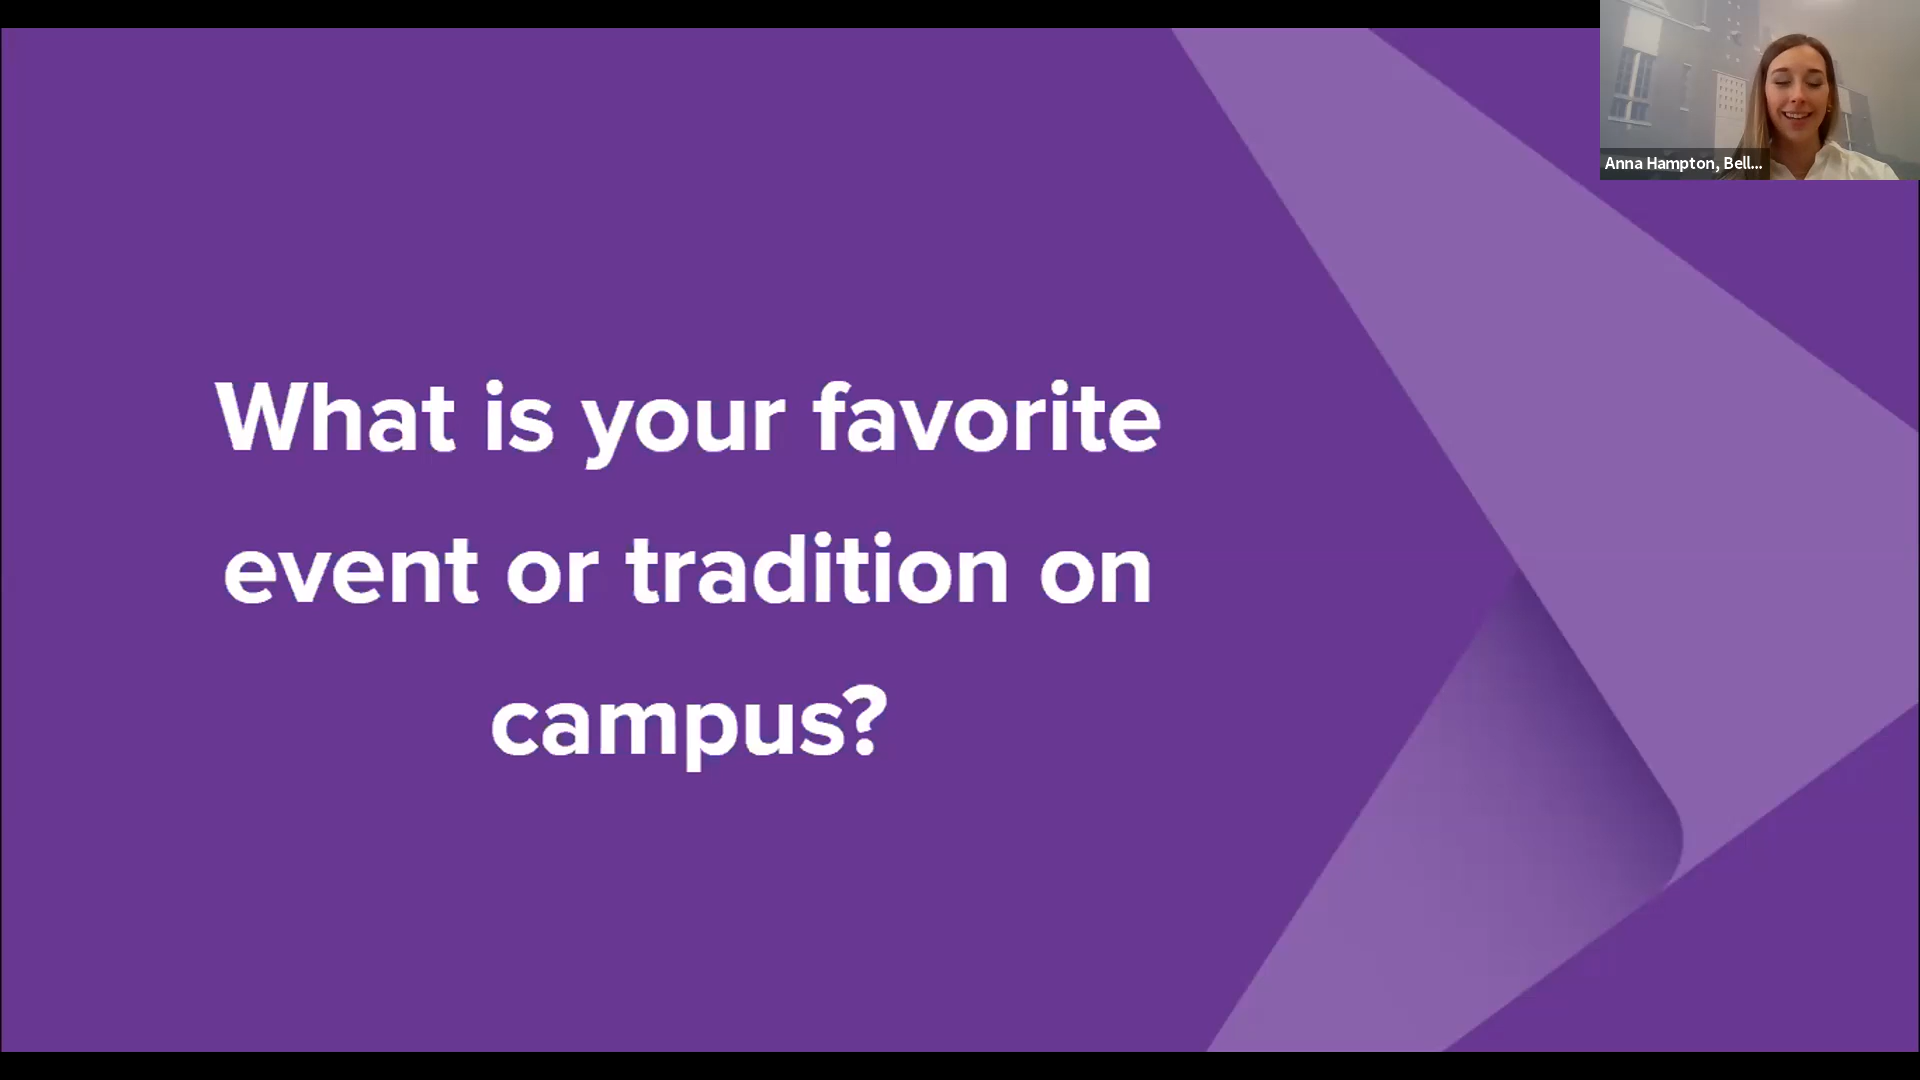 Anna Hampton, Bell...
What is your favorite
event or tradition on
campus?